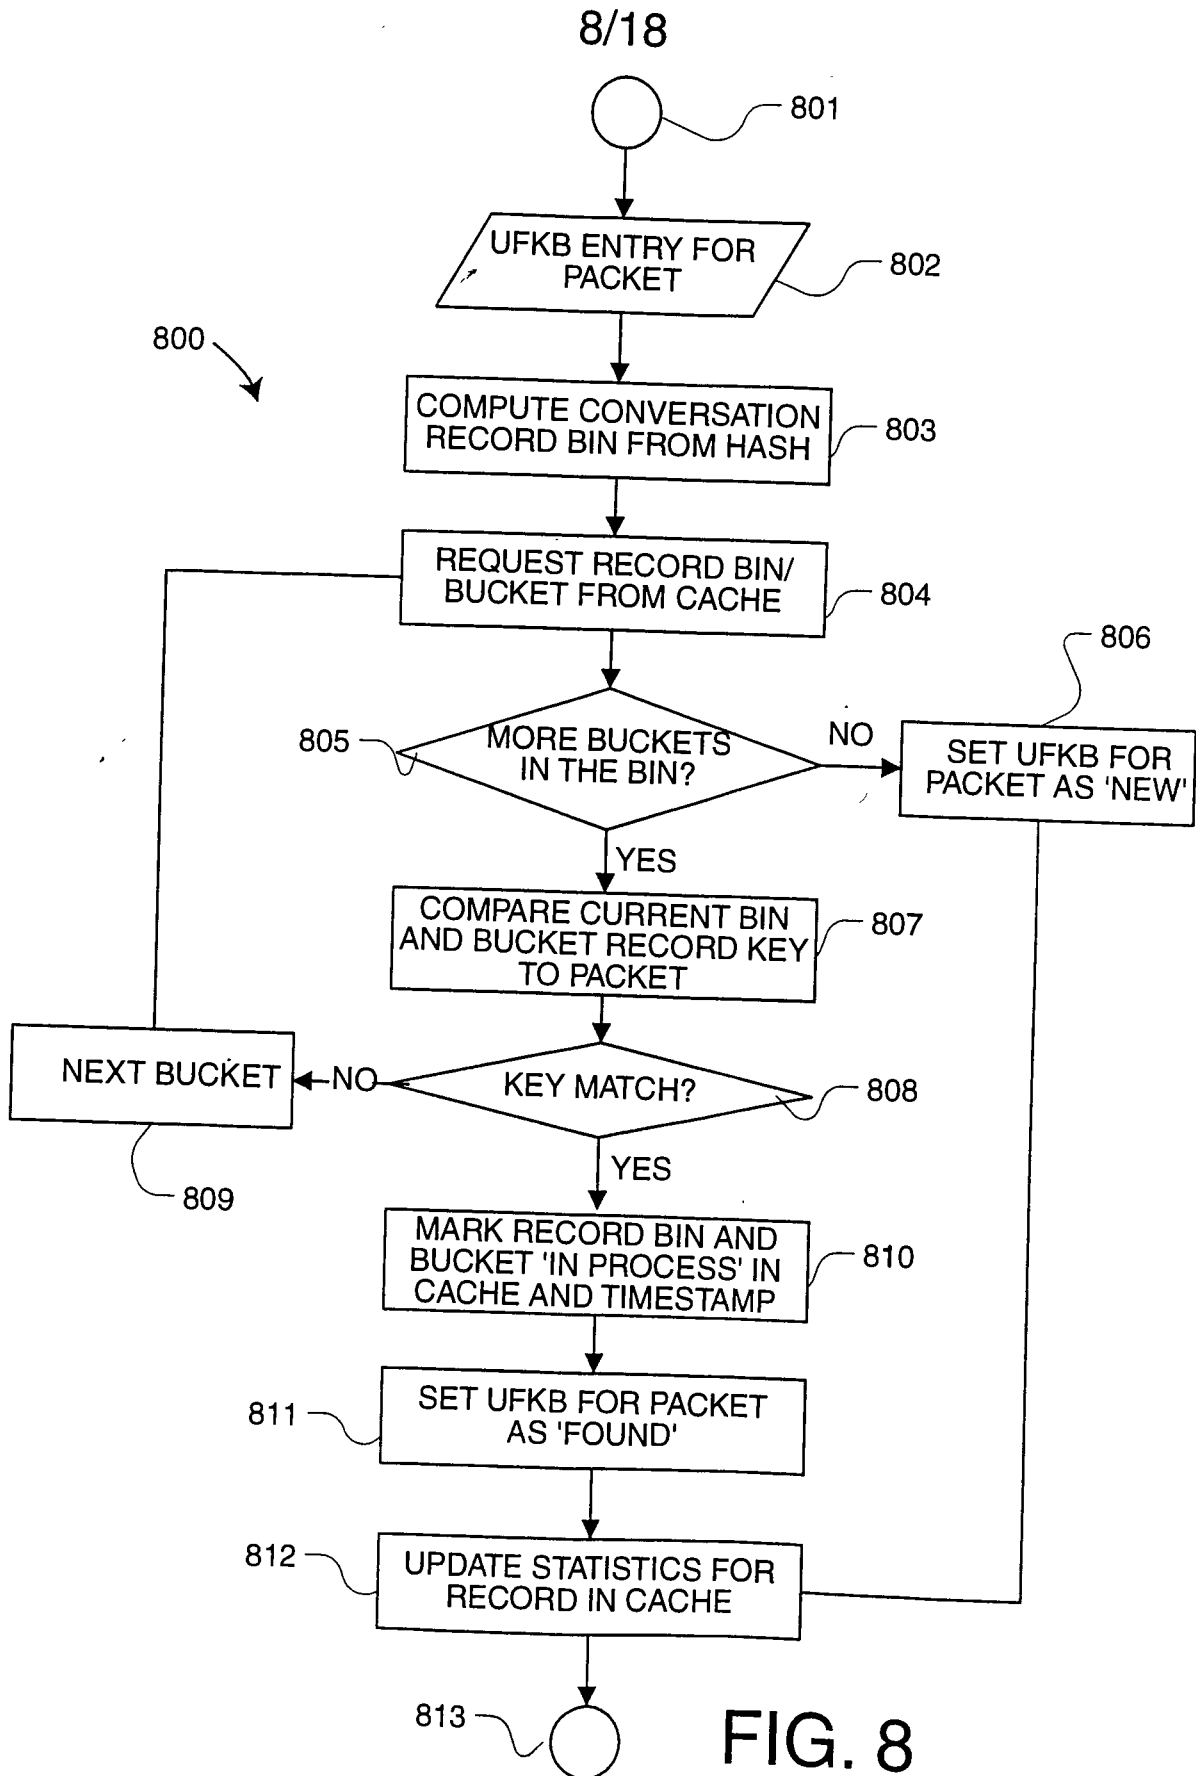 8/18
801
UFKB ENTRY FOR
PACKET
802
800
COMPUTE CONVERSATION
RECORD BIN FROM HASH
803
REQUEST RECORD BIN/
BUCKET FROM CACHE
804
806
805
MORE BUCKETS
IN THE BIN?
NO
SET UFKB FOR
PACKET AS 'NEW'
YES
COMPARE CURRENT BIN
AND BUCKET RECORD KEY
TO PACKET
807
NEXT BUCKET
NO
KEY MATCH?
808
809
YES
MARK RECORD BIN AND
BUCKET 'IN PROCESS' IN
CACHE AND TIMESTAMP
810
811
SET UFKB FOR PACKET
AS 'FOUND'
812
UPDATE STATISTICS FOR
RECORD IN CACHE
813
FIG. 8